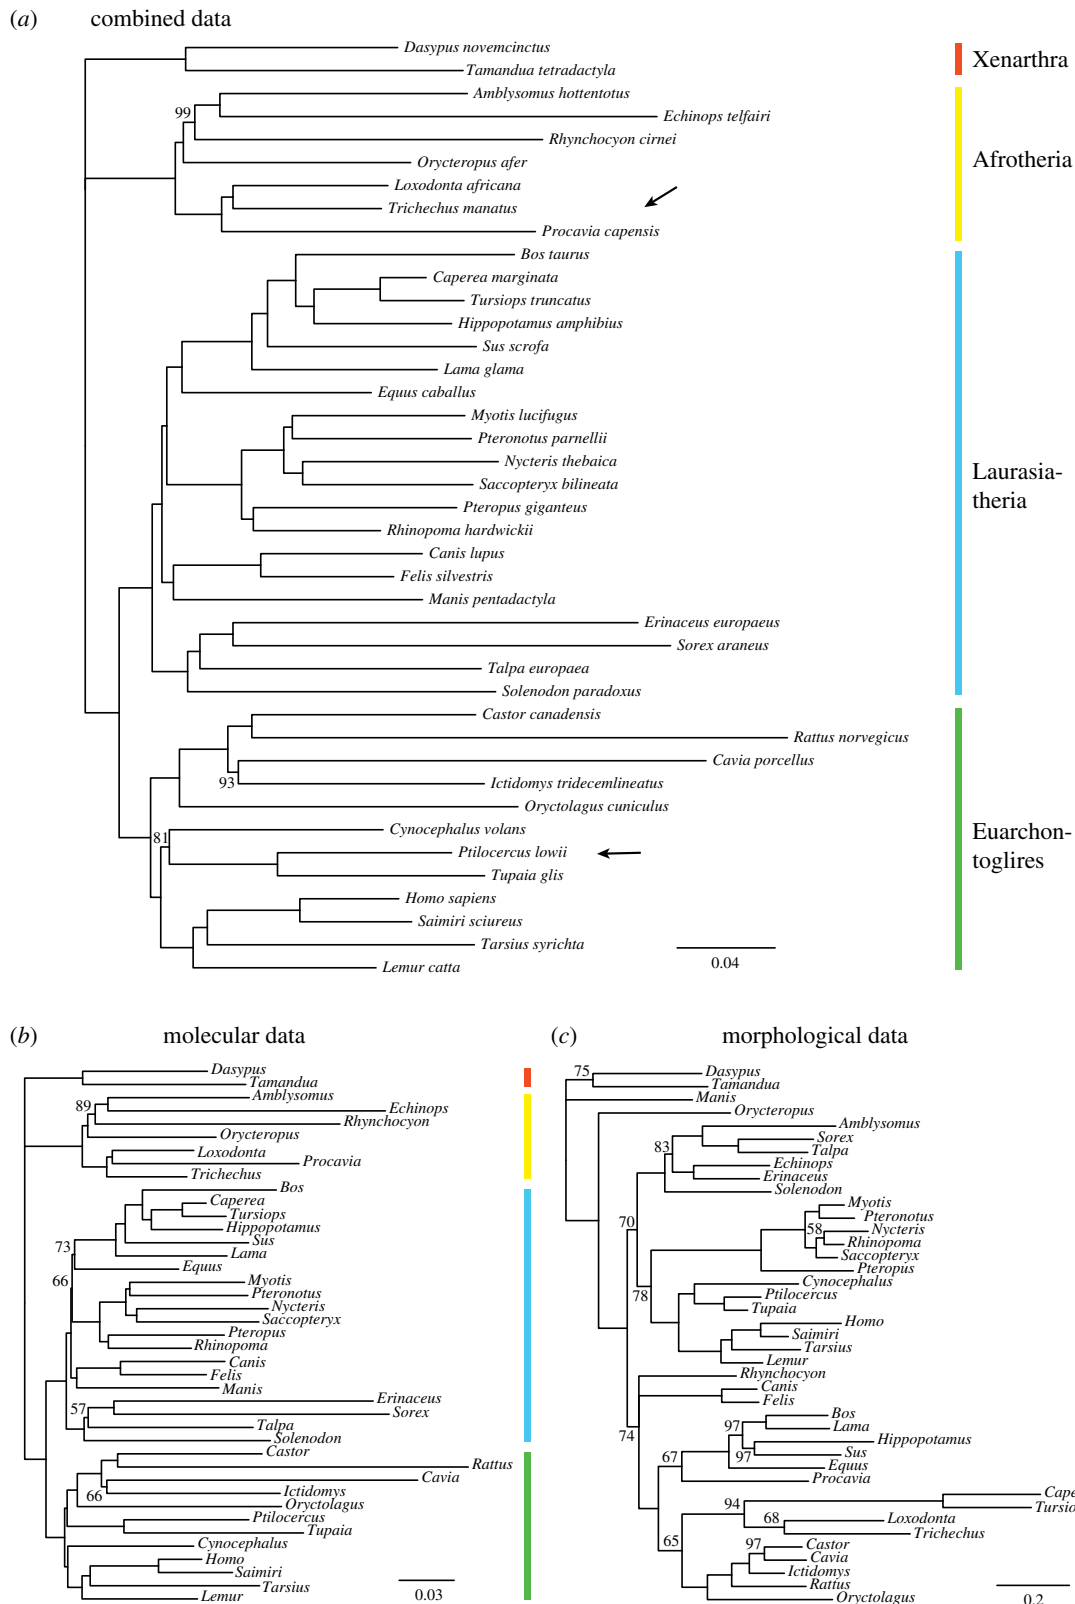 (a) combined data
Dasypus novemcinctus
Tamandua tetradactyla
Xenarthra
Amblysomus hottentotus
99
Echinops telfairi
Rhynchocyon cirnei
Orycteropus afer
Afrotheria
Loxodonta africana
Trichechus manatus
Procavia capensis
Bos taurus
Caperea marginata
Tursiops truncatus
Hippopotamus amphibius
Sus scrofa
Lama glama
Equus caballus
Myotis lucifugus
Pteronotus parnellii
Nycteris thebaica
Saccopteryx bilineata
Laurasia-
theria
Pteropus giganteus
Rhinopoma hardwickii
Canis lupus
Felis silvestris
Manis pentadactyla
Erinaceus europaeus
Sorex araneus
Talpa europaea
Solenodon paradoxus
Castor canadensis
Rattus norvegicus
Cavia porcellus
93
Ictidomys tridecemlineatus
Oryctolagus cuniculus
81
Cynocephalus volans
Euarchon-
toglires
Ptilocercus lowii
Tupaia glis
Homo sapiens
Saimiri sciureus
Tarsius syrichta
Lemur catta
0.04
(b) molecular data
Dasypus
Tamandua
Amblysomus
89
Echinops
Rhynchocyon
Orycteropus
Loxodonta
Procavia
Trichechus
Bos
Caperea
Tursiops
Hippopotamus
Sus
73
Lama
Equus
66
Myotis
Pteronotus
Nycteris
Saccopteryx
Pteropus
Rhinopoma
Canis
Felis
Manis
Erinaceus
57
Sorex
Talpa
Solenodon
Castor
Rattus
Cavia
66
Ictidomys
Oryctolagus
Ptilocercus
Tupaia
Cynocephalus
Homo
Saimiri
Tarsius
Lemur
0.03
(c) morphological data
75
Dasypus
Tamandua
Manis
Orycteropus
Amblysomus
Sorex
83
Talpa
Echinops
Erinaceus
Solenodon
Myotis
Pteronotus
70
58
Nycteris
Rhinopoma
Saccopteryx
Pteropus
Cynocephalus
78
Ptilocercus
Tupaia
Homo
Saimiri
Tarsius
Lemur
Rhynchocyon
Canis
Felis
Bos
97
Lama
74
Hippopotamus
97
Sus
67
Equus
Procavia
Cape
94
Tursio
68
Loxodonta
Trichechus
65
97
Castor
Cavia
Ictidomys
Rattus
Oryctolagus
0.2